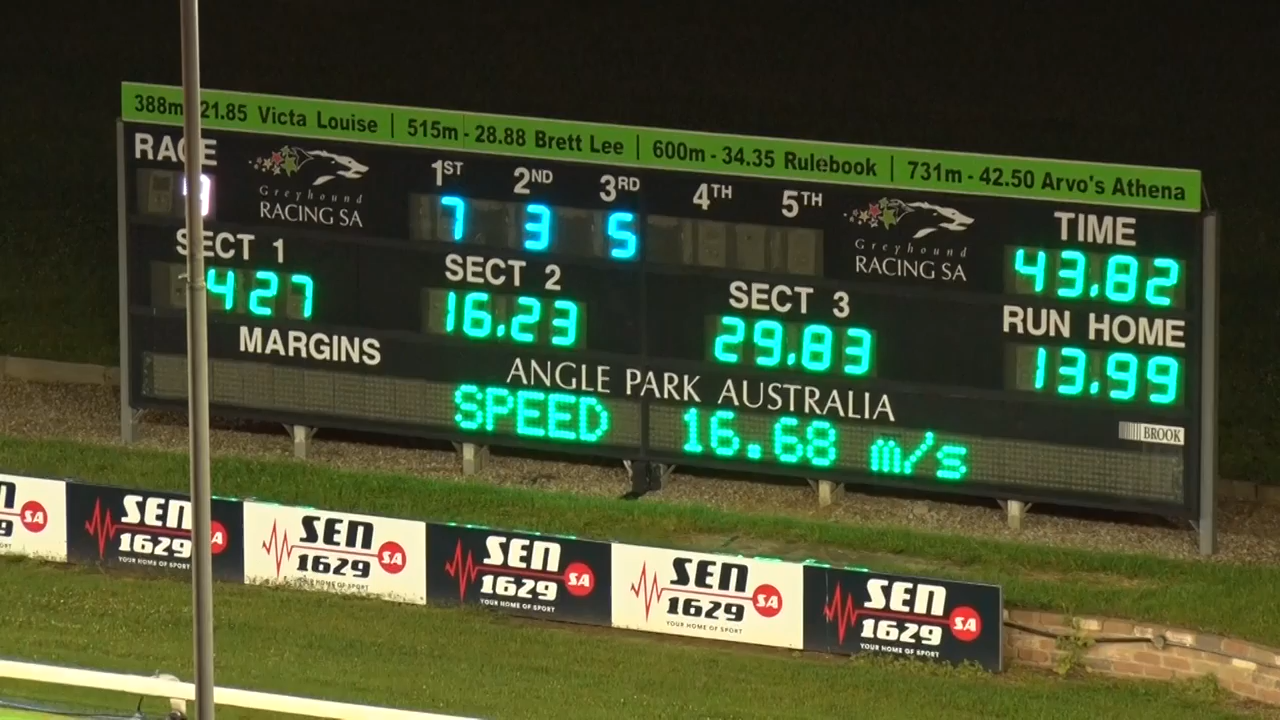 388m 21.85 Victa Louise | 515m - 28.88 Brett Lee | 600m - 34.35 Rulebook | 731m - 42.50 Arvo's Athena
RACE
Greyhound
RACING SA
1ST 2ND 3RD 4TH 5TH
7 3 5
Greyhound
RACING SA
TIME
43.82
SECT 1
4.27
SECT 2
16.23
SECT 3
29.83
RUN HOME
13.99
MARGINS
ANGLE PARK AUSTRALIA
SPEED 16.68 m/s
BROOK
SA
SEN
1629
SA
YOUR HOME OF SPORT
SEN
1629
SA
YOUR HOME OF SPORT
SEN
1629
SA
YOUR HOME OF SPORT
SEN
1629
SA
YOUR HOME OF SPORT
SEN
1629
SA
YOUR HOME OF SPORT